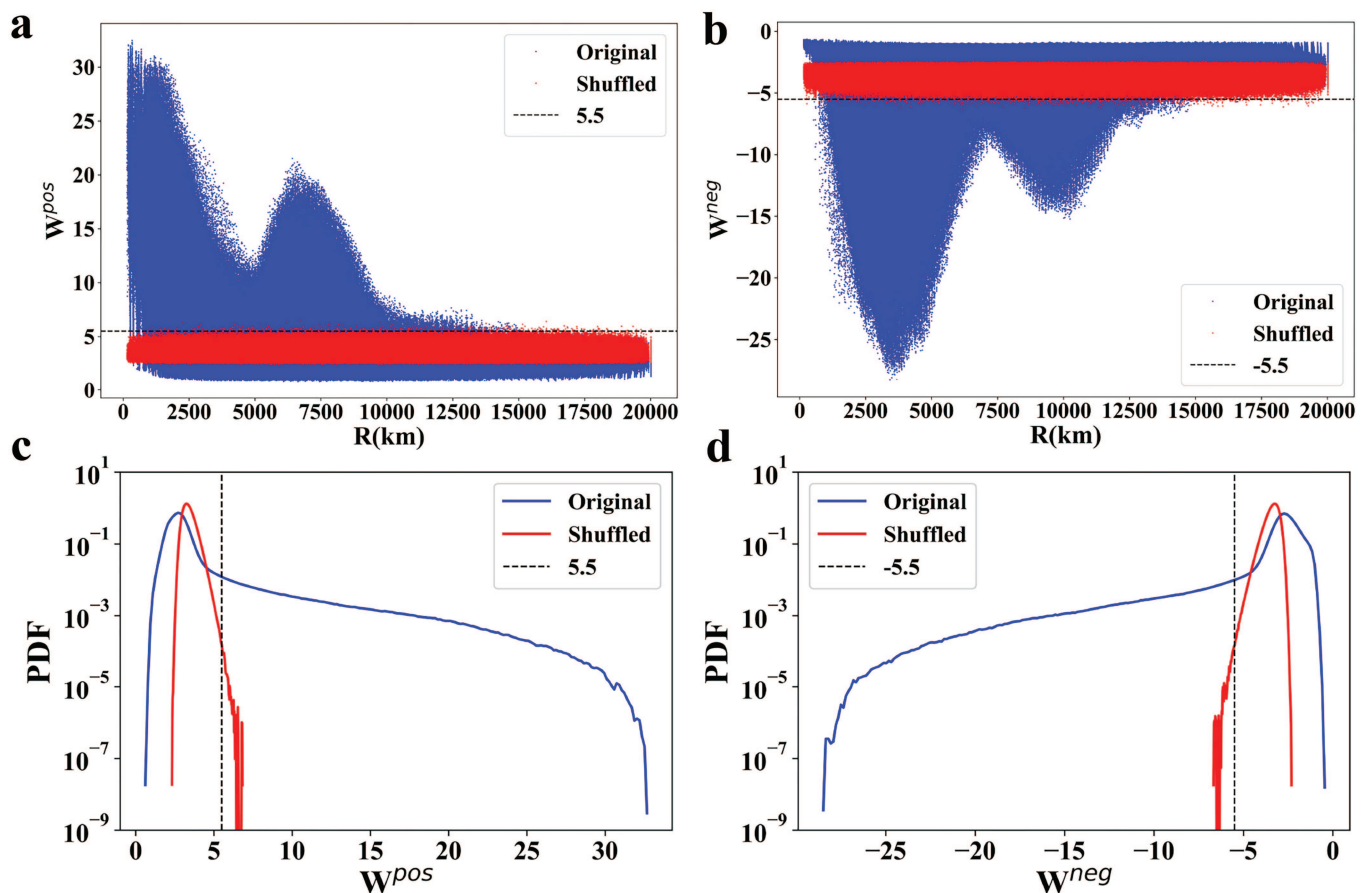 a
W^pos
35
30
25
20
15
10
5
0
Original
Shuffled
5.5
0 2500 5000 7500 10000 12500 15000 17500 20000
R(km)
b
W^neg
0
−5
−10
−15
−20
−25
−30
Original
Shuffled
-5.5
0 2500 5000 7500 10000 12500 15000 17500 20000
R(km)
c
PDF
10^1
10^−1
10^−3
10^−5
10^−7
10^−9
Original
Shuffled
5.5
0 5 10 15 20 25 30
W^pos
d
PDF
10^1
10^−1
10^−3
10^−5
10^−7
10^−9
Original
Shuffled
-5.5
−25 −20 −15 −10 −5 0
W^neg